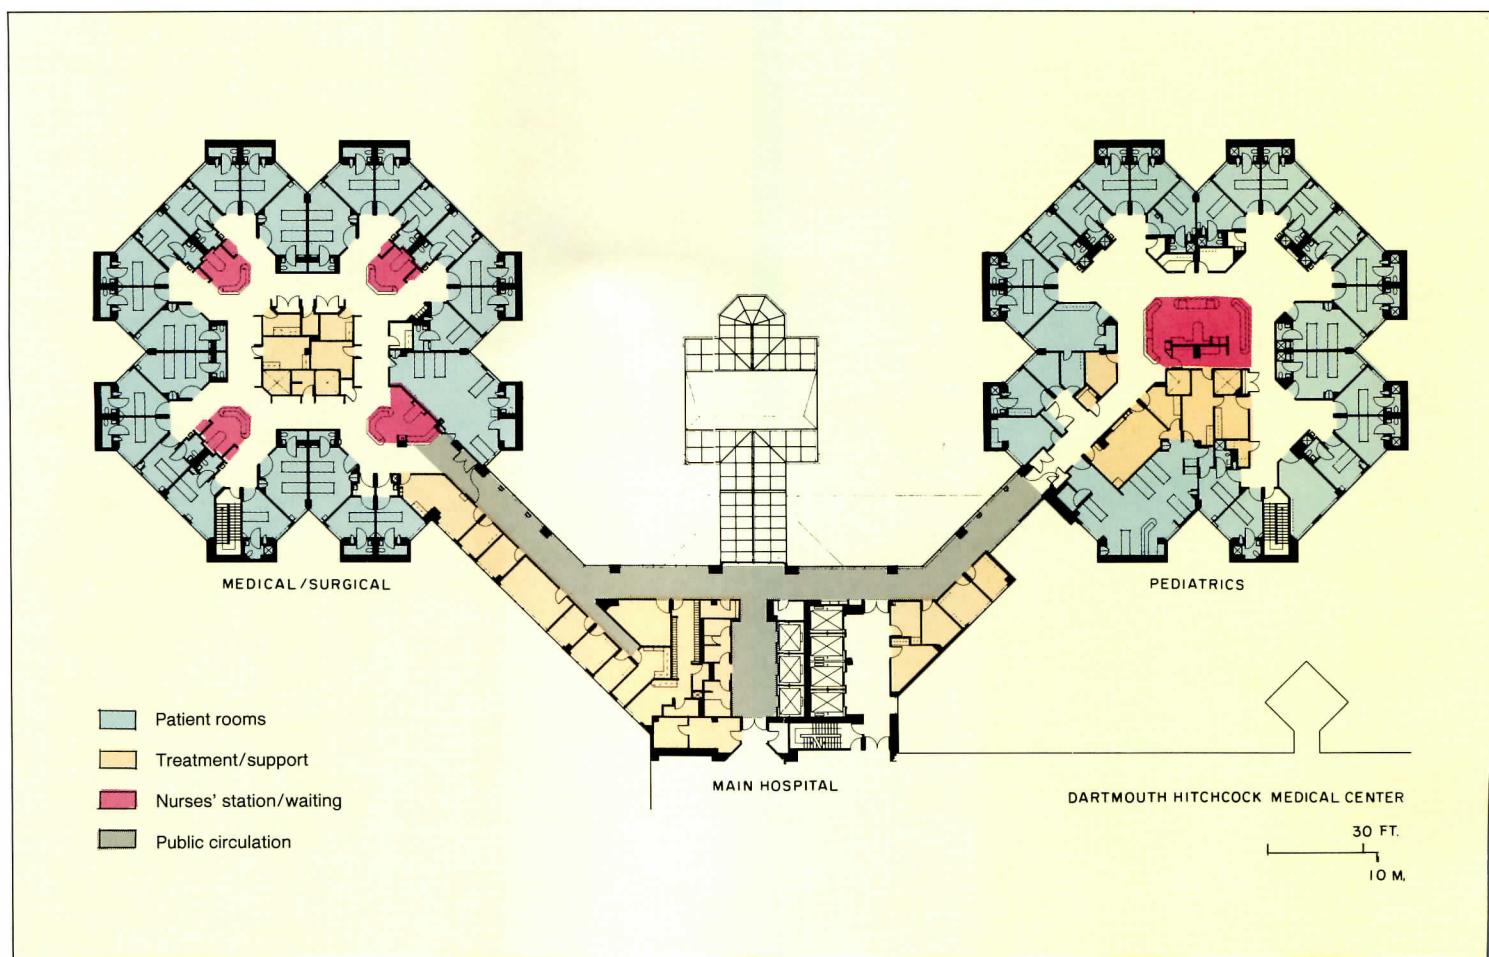 MEDICAL/SURGICAL
PEDIATRICS
Patient rooms
Treatment/support
Nurses' station/waiting
Public circulation
MAIN HOSPITAL
DARTMOUTH HITCHCOCK MEDICAL CENTER
30 FT.
10 M.